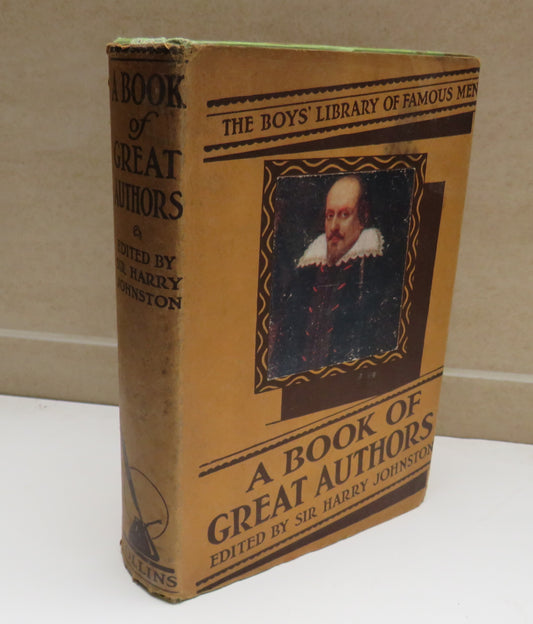 A BOOK
of
GREAT
AUTHORS
EDITED BY
SIR HARRY
JOHNSTON
COLLINS
THE BOYS' LIBRARY OF FAMOUS MEN
A BOOK OF
GREAT AUTHORS
EDITED BY SIR HARRY JOHNSTON